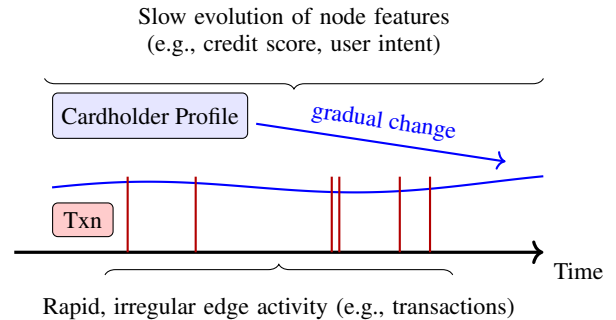 Slow evolution of node features
(e.g., credit score, user intent)
Cardholder Profile
gradual change
Txn
Time
Rapid, irregular edge activity (e.g., transactions)